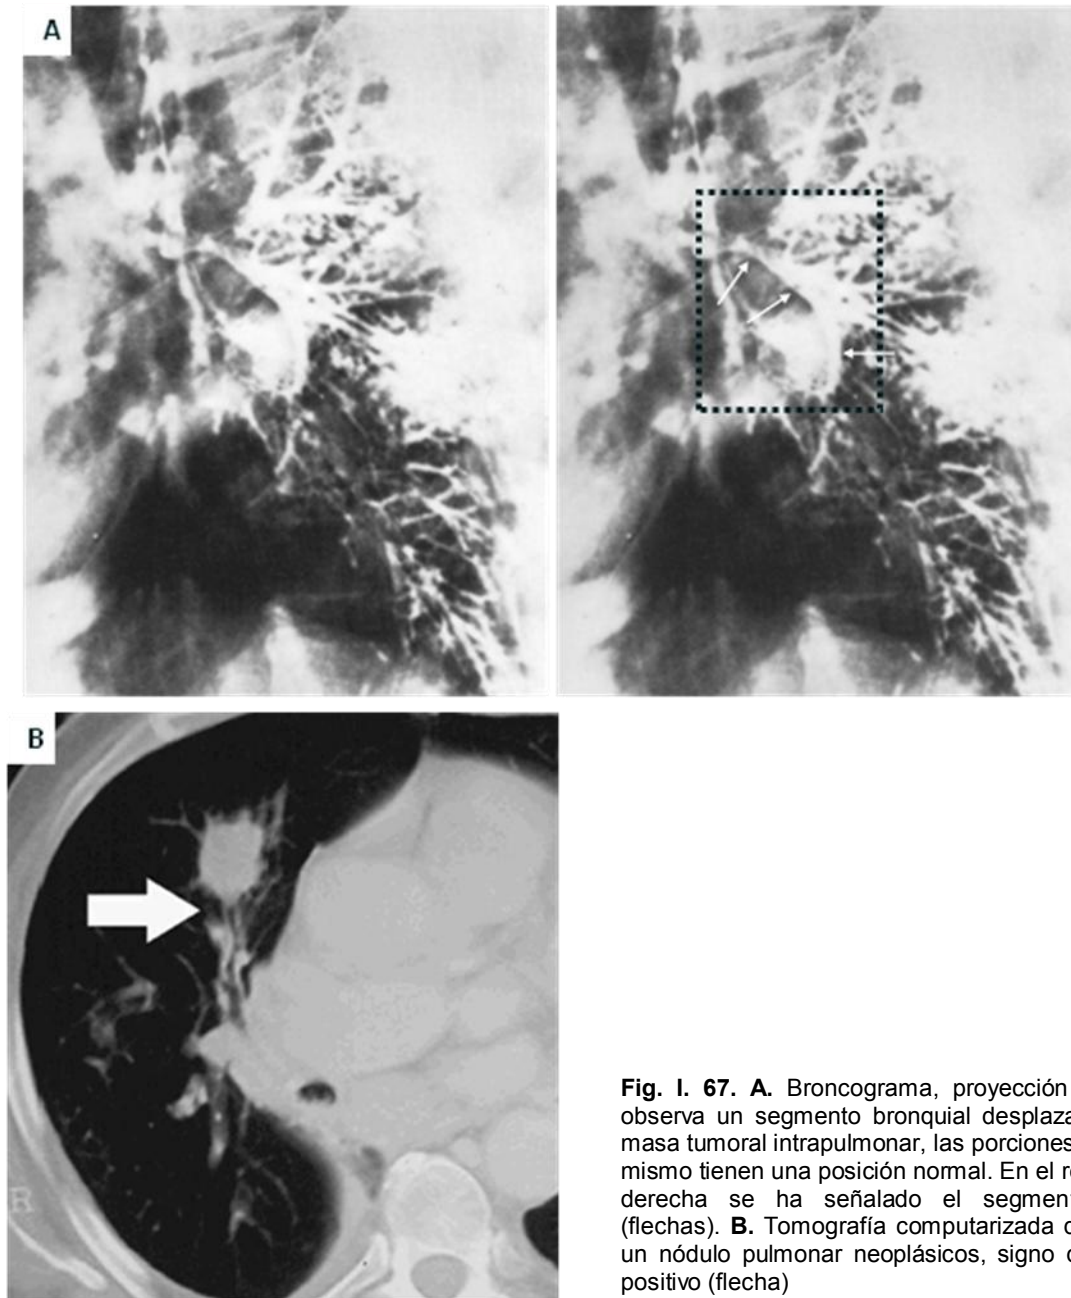 A
B
R
Fig. I. 67. A. Broncograma, proyección
observa un segmento bronquial desplaza
masa tumoral intrapulmonar, las porciones
mismo tienen una posición normal. En el
derecha se ha señalado el segment
(flechas). B. Tomografía computarizada
un nódulo pulmonar neoplásicos, signo
positivo (flecha)